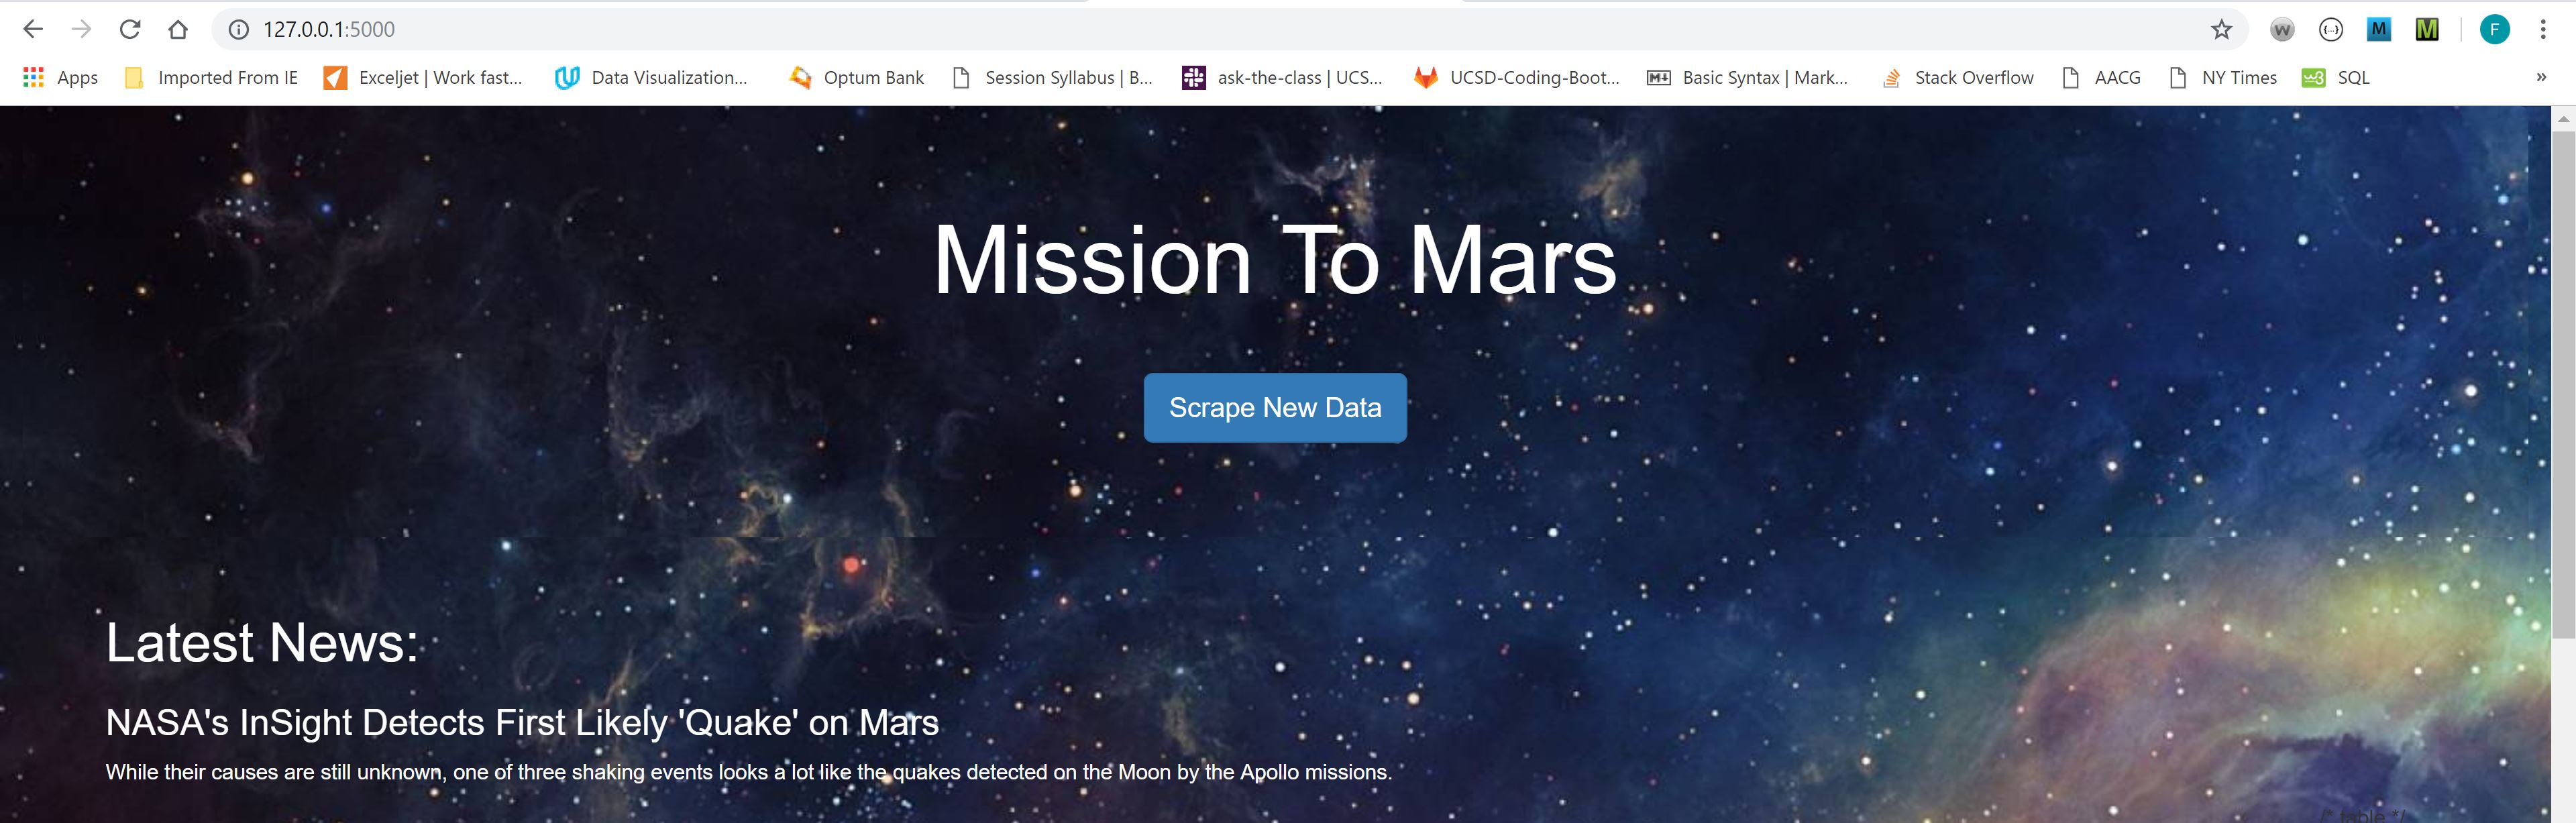 127.0.0.1:5000
F
Apps Imported From IE Exceljet | Work fast... Data Visualization... Optum Bank Session Syllabus | B... ask-the-class | UCS... UCSD-Coding-Boot... Basic Syntax | Mark... Stack Overflow AACG NY Times SQL »
Mission To Mars
Scrape New Data
Latest News:
NASA's InSight Detects First Likely 'Quake' on Mars
While their causes are still unknown, one of three shaking events looks a lot like the quakes detected on the Moon by the Apollo missions.
/* table */